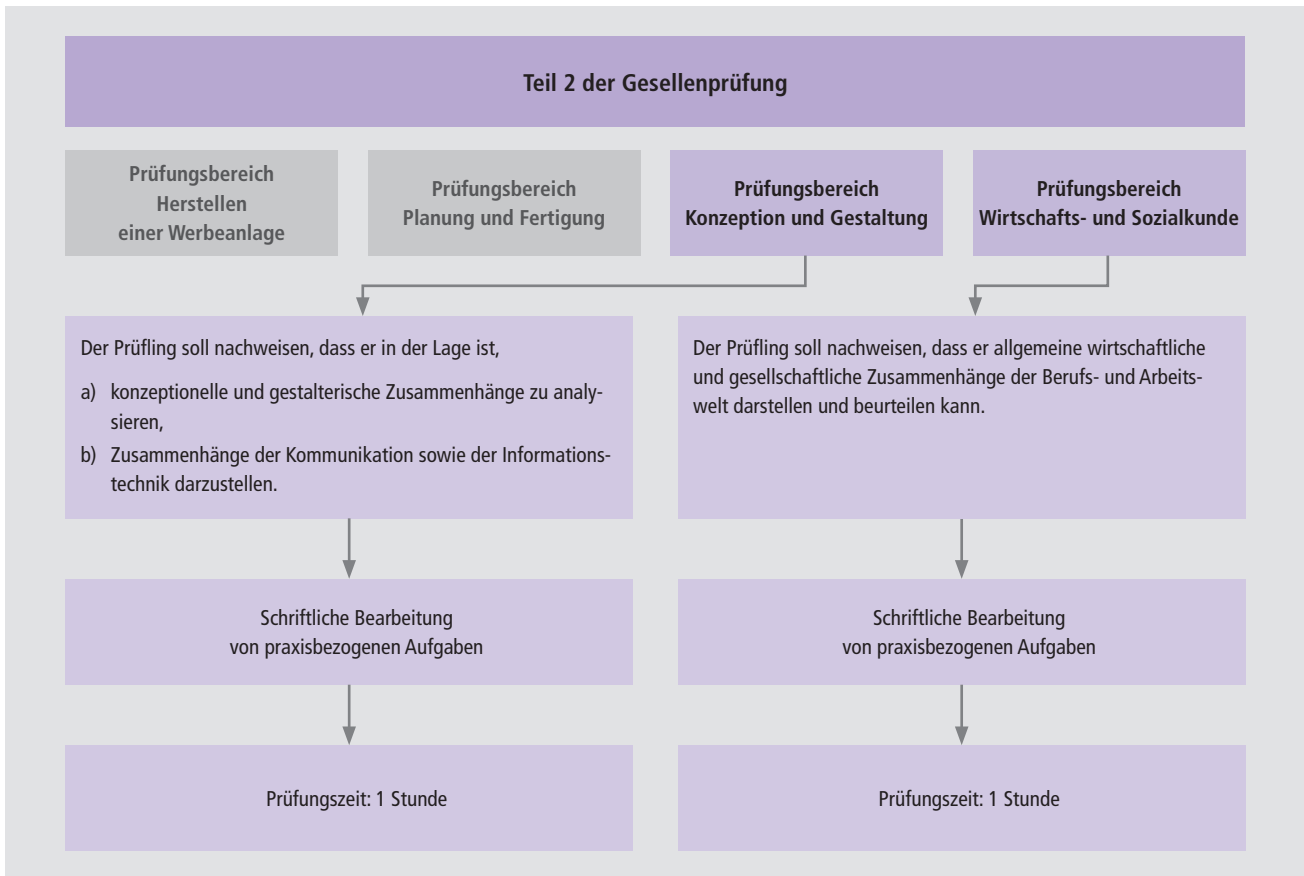 Teil 2 der Gesellenprüfung
Prüfungsbereich
Herstellen
einer Werbeanlage
Prüfungsbereich
Planung und Fertigung
Prüfungsbereich
Konzeption und Gestaltung
Prüfungsbereich
Wirtschafts- und Sozialkunde
Der Prüfling soll nachweisen, dass er in der Lage ist,
a) konzeptionelle und gestalterische Zusammenhänge zu analy-
sieren,
b) Zusammenhänge der Kommunikation sowie der Informations-
technik darzustellen.
Der Prüfling soll nachweisen, dass er allgemeine wirtschaftliche
und gesellschaftliche Zusammenhänge der Berufs- und Arbeits-
welt darstellen und beurteilen kann.
Schriftliche Bearbeitung
von praxisbezogenen Aufgaben
Schriftliche Bearbeitung
von praxisbezogenen Aufgaben
Prüfungszeit: 1 Stunde
Prüfungszeit: 1 Stunde